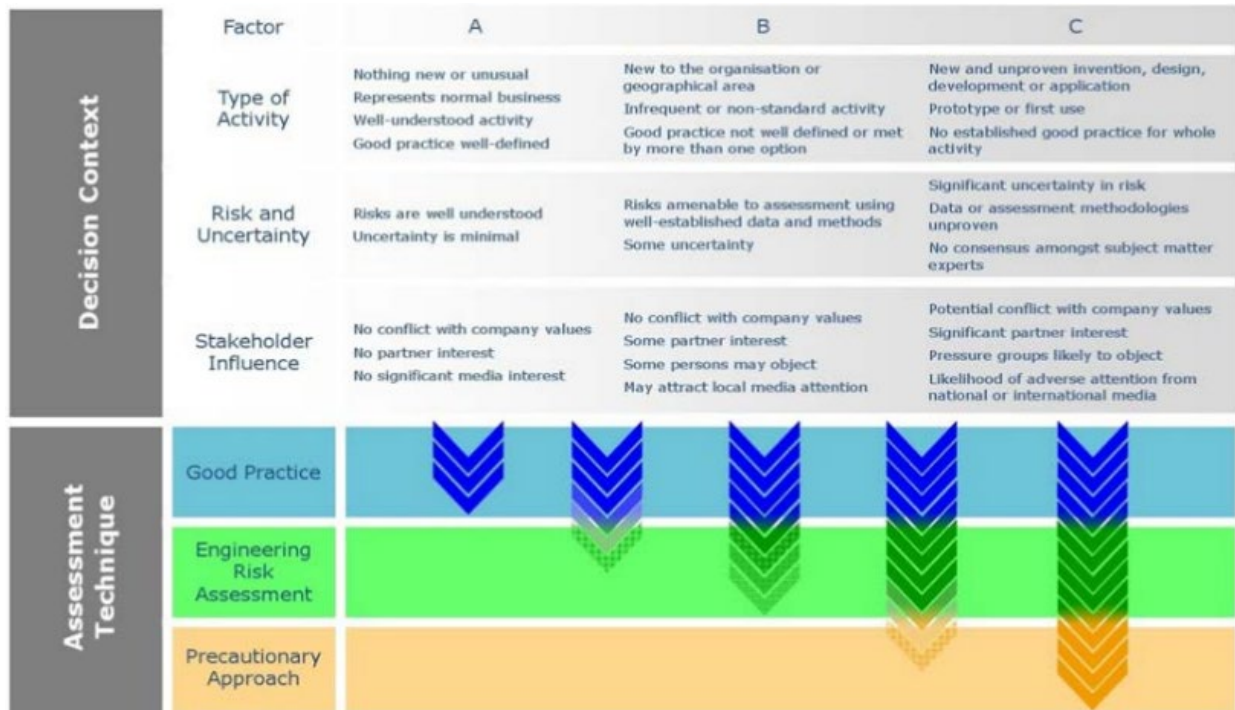 Decision Context
Factor
A
B
C
Type of
Activity
Nothing new or unusual
Represents normal business
Well-understood activity
Good practice well-defined
New to the organisation or
geographical area
Infrequent or non-standard activity
Good practice not well defined or met
by more than one option
New and unproven invention, design,
development or application
Prototype or first use
No established good practice for whole
activity
Risk and
Uncertainty
Risks are well understood
Uncertainty is minimal
Risks amenable to assessment using
well-established data and methods
Some uncertainty
Significant uncertainty in risk
Data or assessment methodologies
unproven
No consensus amongst subject matter
experts
Stakeholder
Influence
No conflict with company values
No partner interest
No significant media interest
No conflict with company values
Some partner interest
Some persons may object
May attract local media attention
Potential conflict with company values
Significant partner interest
Pressure groups likely to object
Likelihood of adverse attention from
national or international media
Assessment
Technique
Good Practice
Engineering
Risk
Assessment
Precautionary
Approach